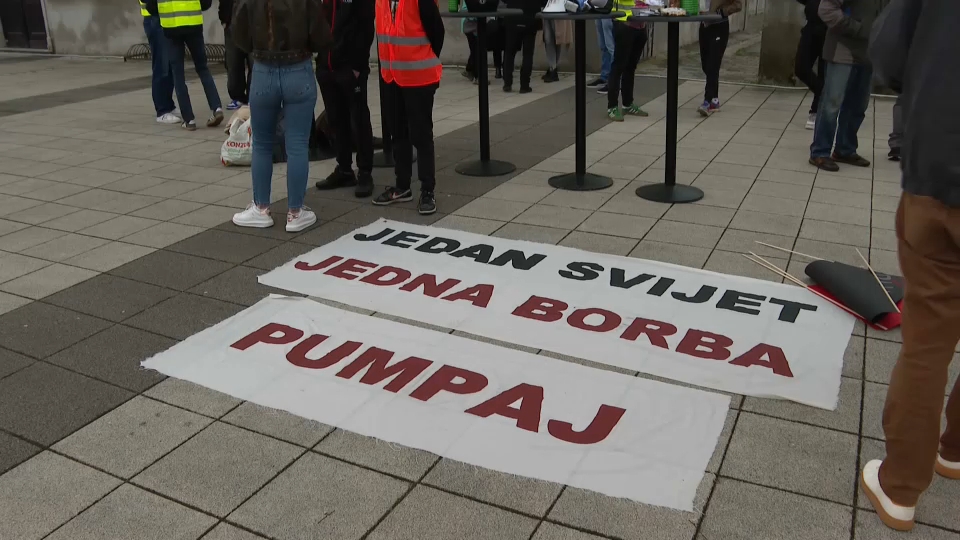 JEDAN SVIJET
JEDNA BORBA
PUMPAJ